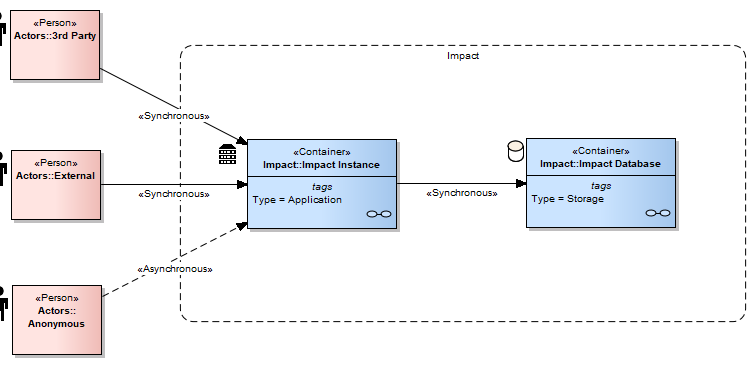 «Person»
Actors::3rd Party
Impact
«Synchronous»
«Container»
Impact::Impact Instance
tags
Type = Application
«Container»
Impact::Impact Database
tags
Type = Storage
«Person»
Actors::External
«Synchronous»
«Synchronous»
«Asynchronous»
«Person»
Actors::
Anonymous